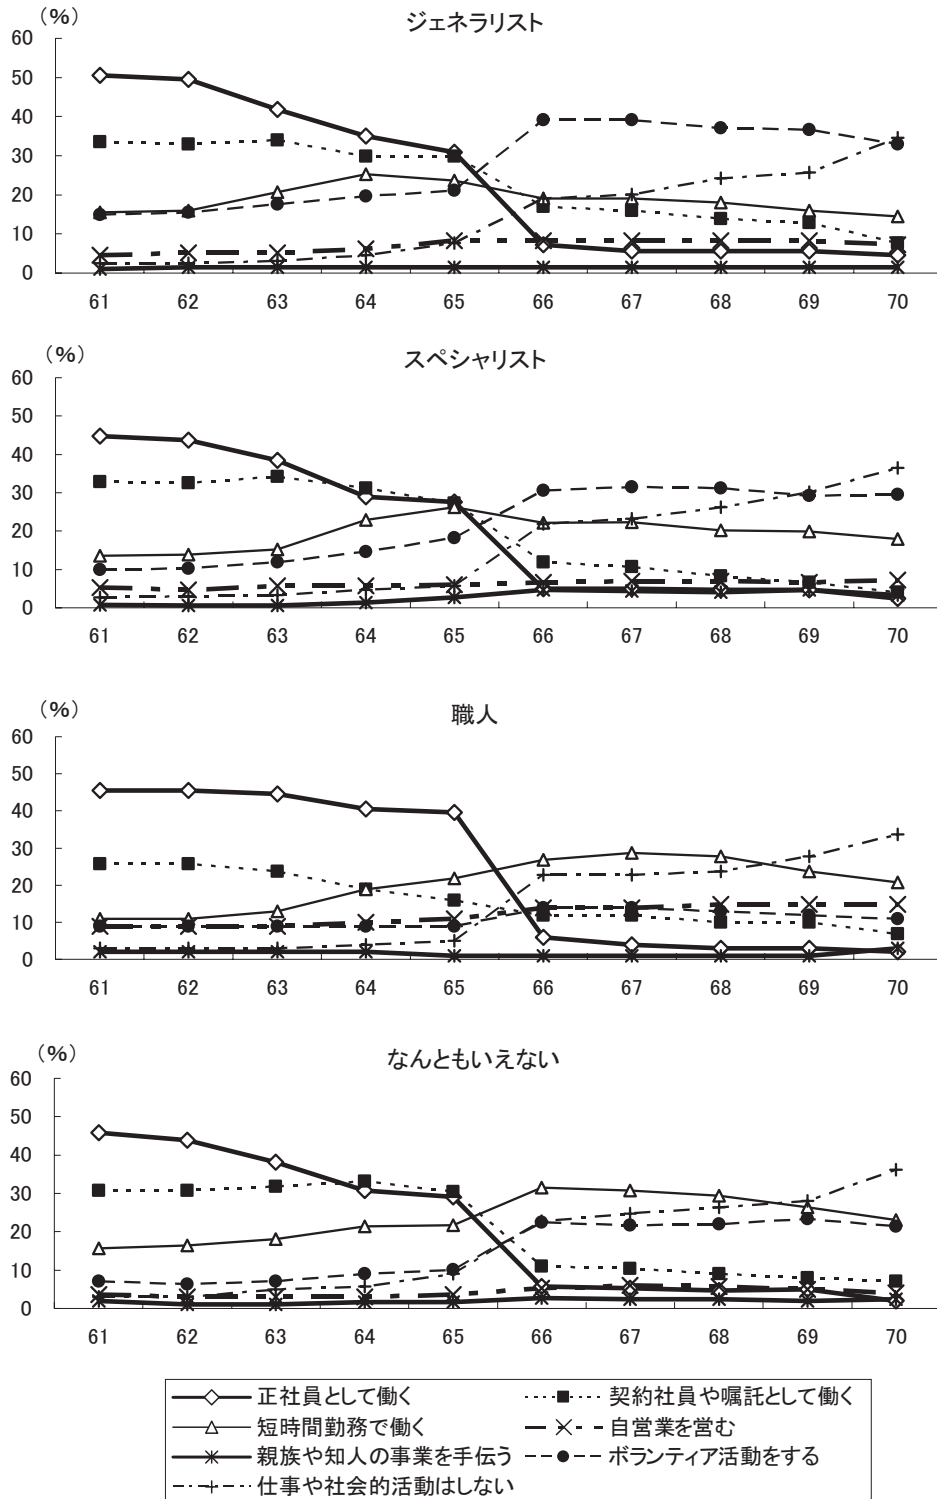 （%）
ジェネラリスト
60
50
40
30
20
10
0
61 62 63 64 65 66 67 68 69 70
（%）
スペシャリスト
60
50
40
30
20
10
0
61 62 63 64 65 66 67 68 69 70
（%）
職人
60
50
40
30
20
10
0
61 62 63 64 65 66 67 68 69 70
（%）
なんともいえない
60
50
40
30
20
10
0
61 62 63 64 65 66 67 68 69 70
正社員として働く 契約社員や嘱託として働く
短時間勤務で働く 自営業を営む
親族や知人の事業を手伝う ボランティア活動をする
仕事や社会的活動はしない